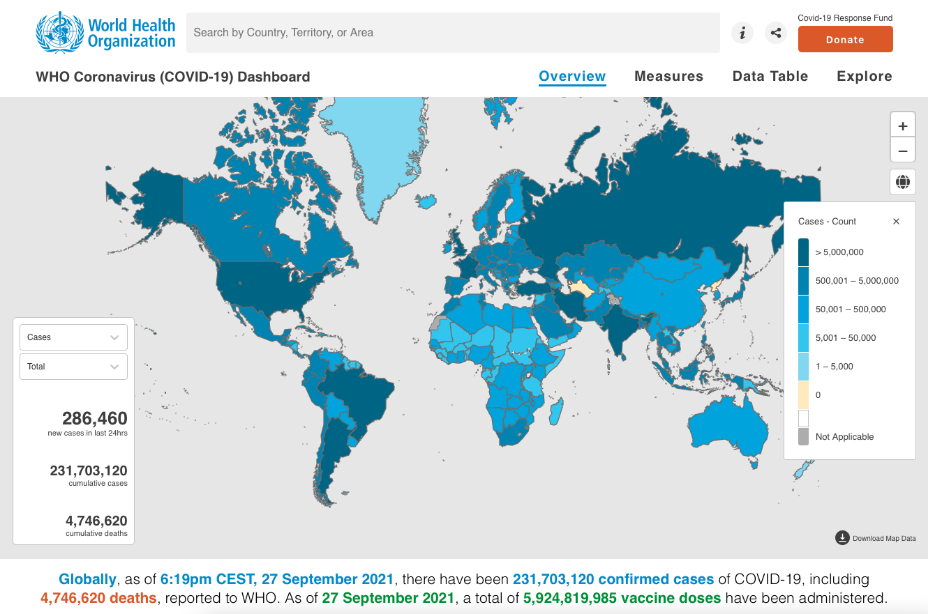 World Health
Organization
Search by Country, Territory, or Area
i
Covid-19 Response Fund
Donate
WHO Coronavirus (COVID-19) Dashboard
Overview
Measures
Data Table
Explore
+
−
Cases - Count
×
> 5,000,000
500,001 – 5,000,000
50,001 – 500,000
5,001 – 50,000
1 – 5,000
0
Not Applicable
Cases
Total
286,460
new cases in last 24hrs
231,703,120
cumulative cases
4,746,620
cumulative deaths
Download Map Data
Globally, as of 6:19pm CEST, 27 September 2021, there have been 231,703,120 confirmed cases of COVID-19, including
4,746,620 deaths, reported to WHO. As of 27 September 2021, a total of 5,924,819,985 vaccine doses have been administered.